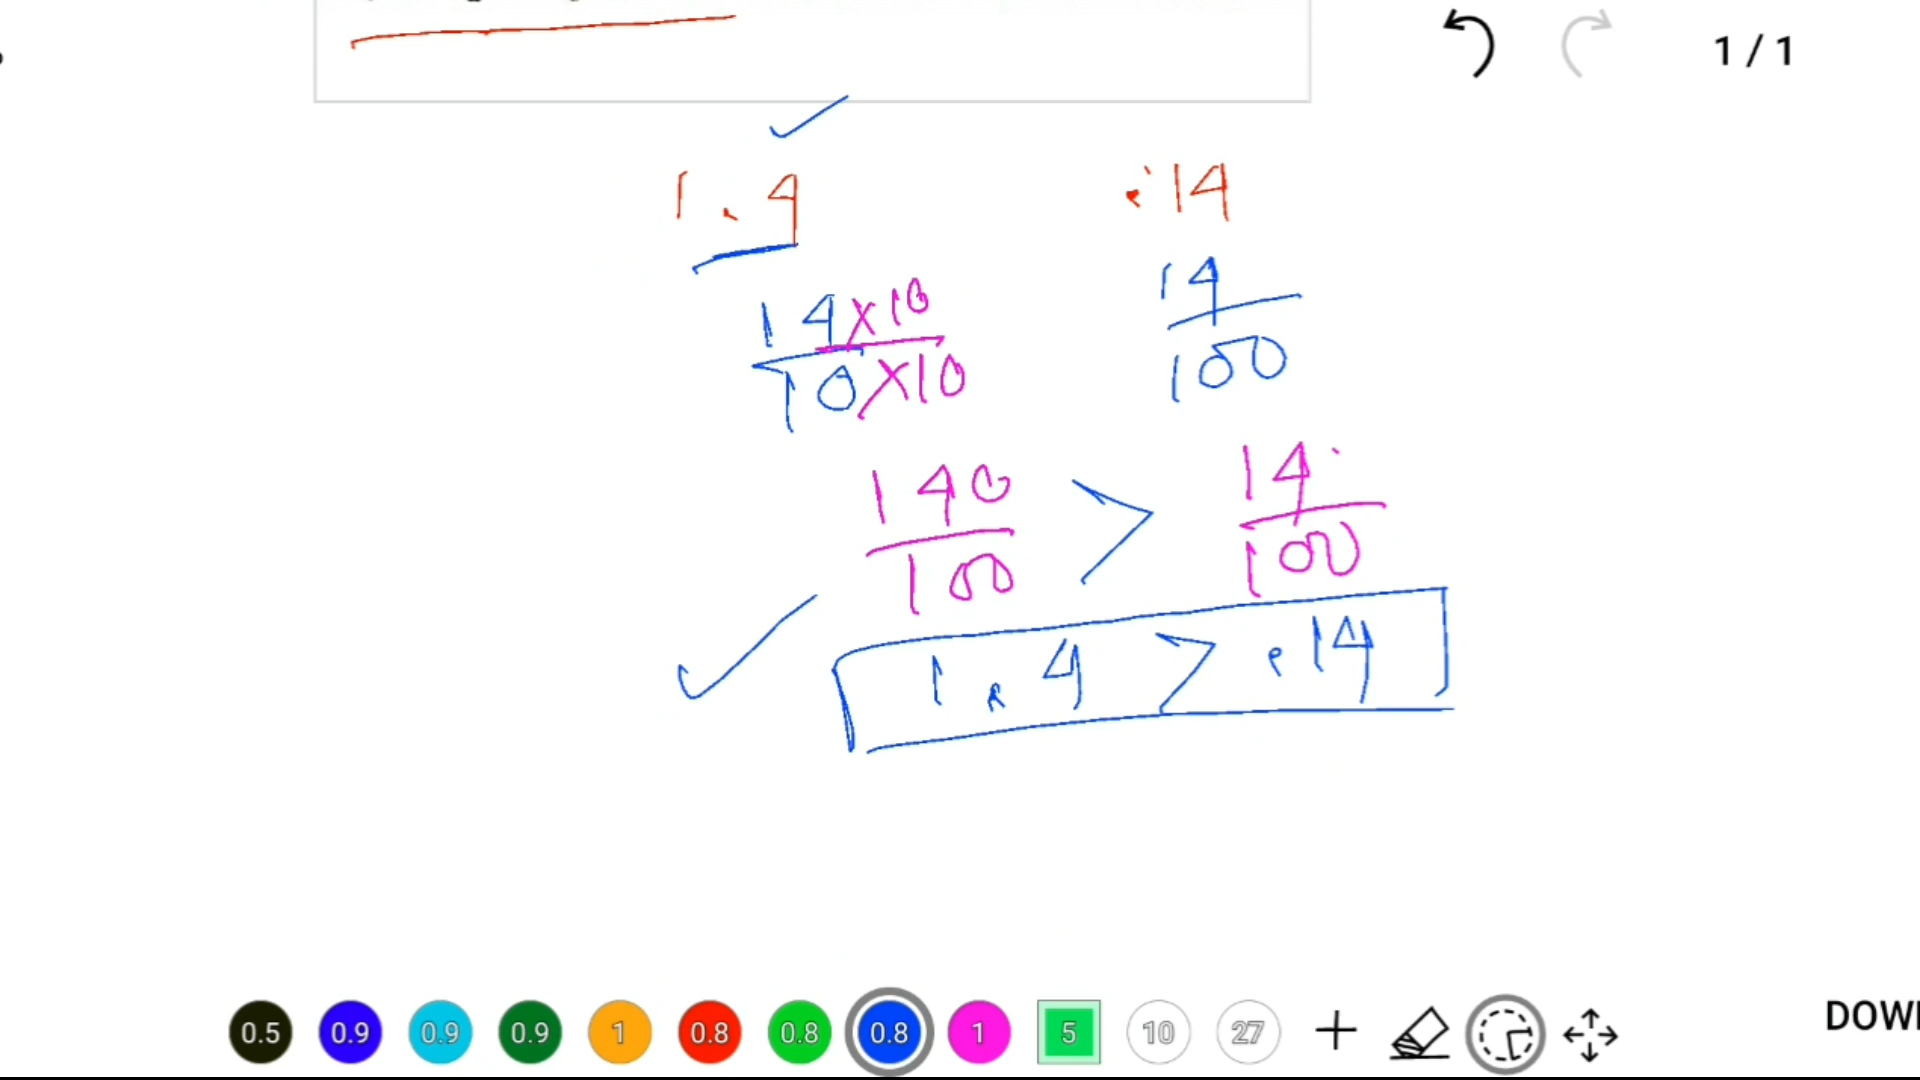 1 / 1
1.4 .14
14×10/10×10 14/100
140/100 > 14/100
1.4 > .14
0.5 0.9 0.9 0.9 1 0.8 0.8 0.8 1 5 10 27 +
DOW